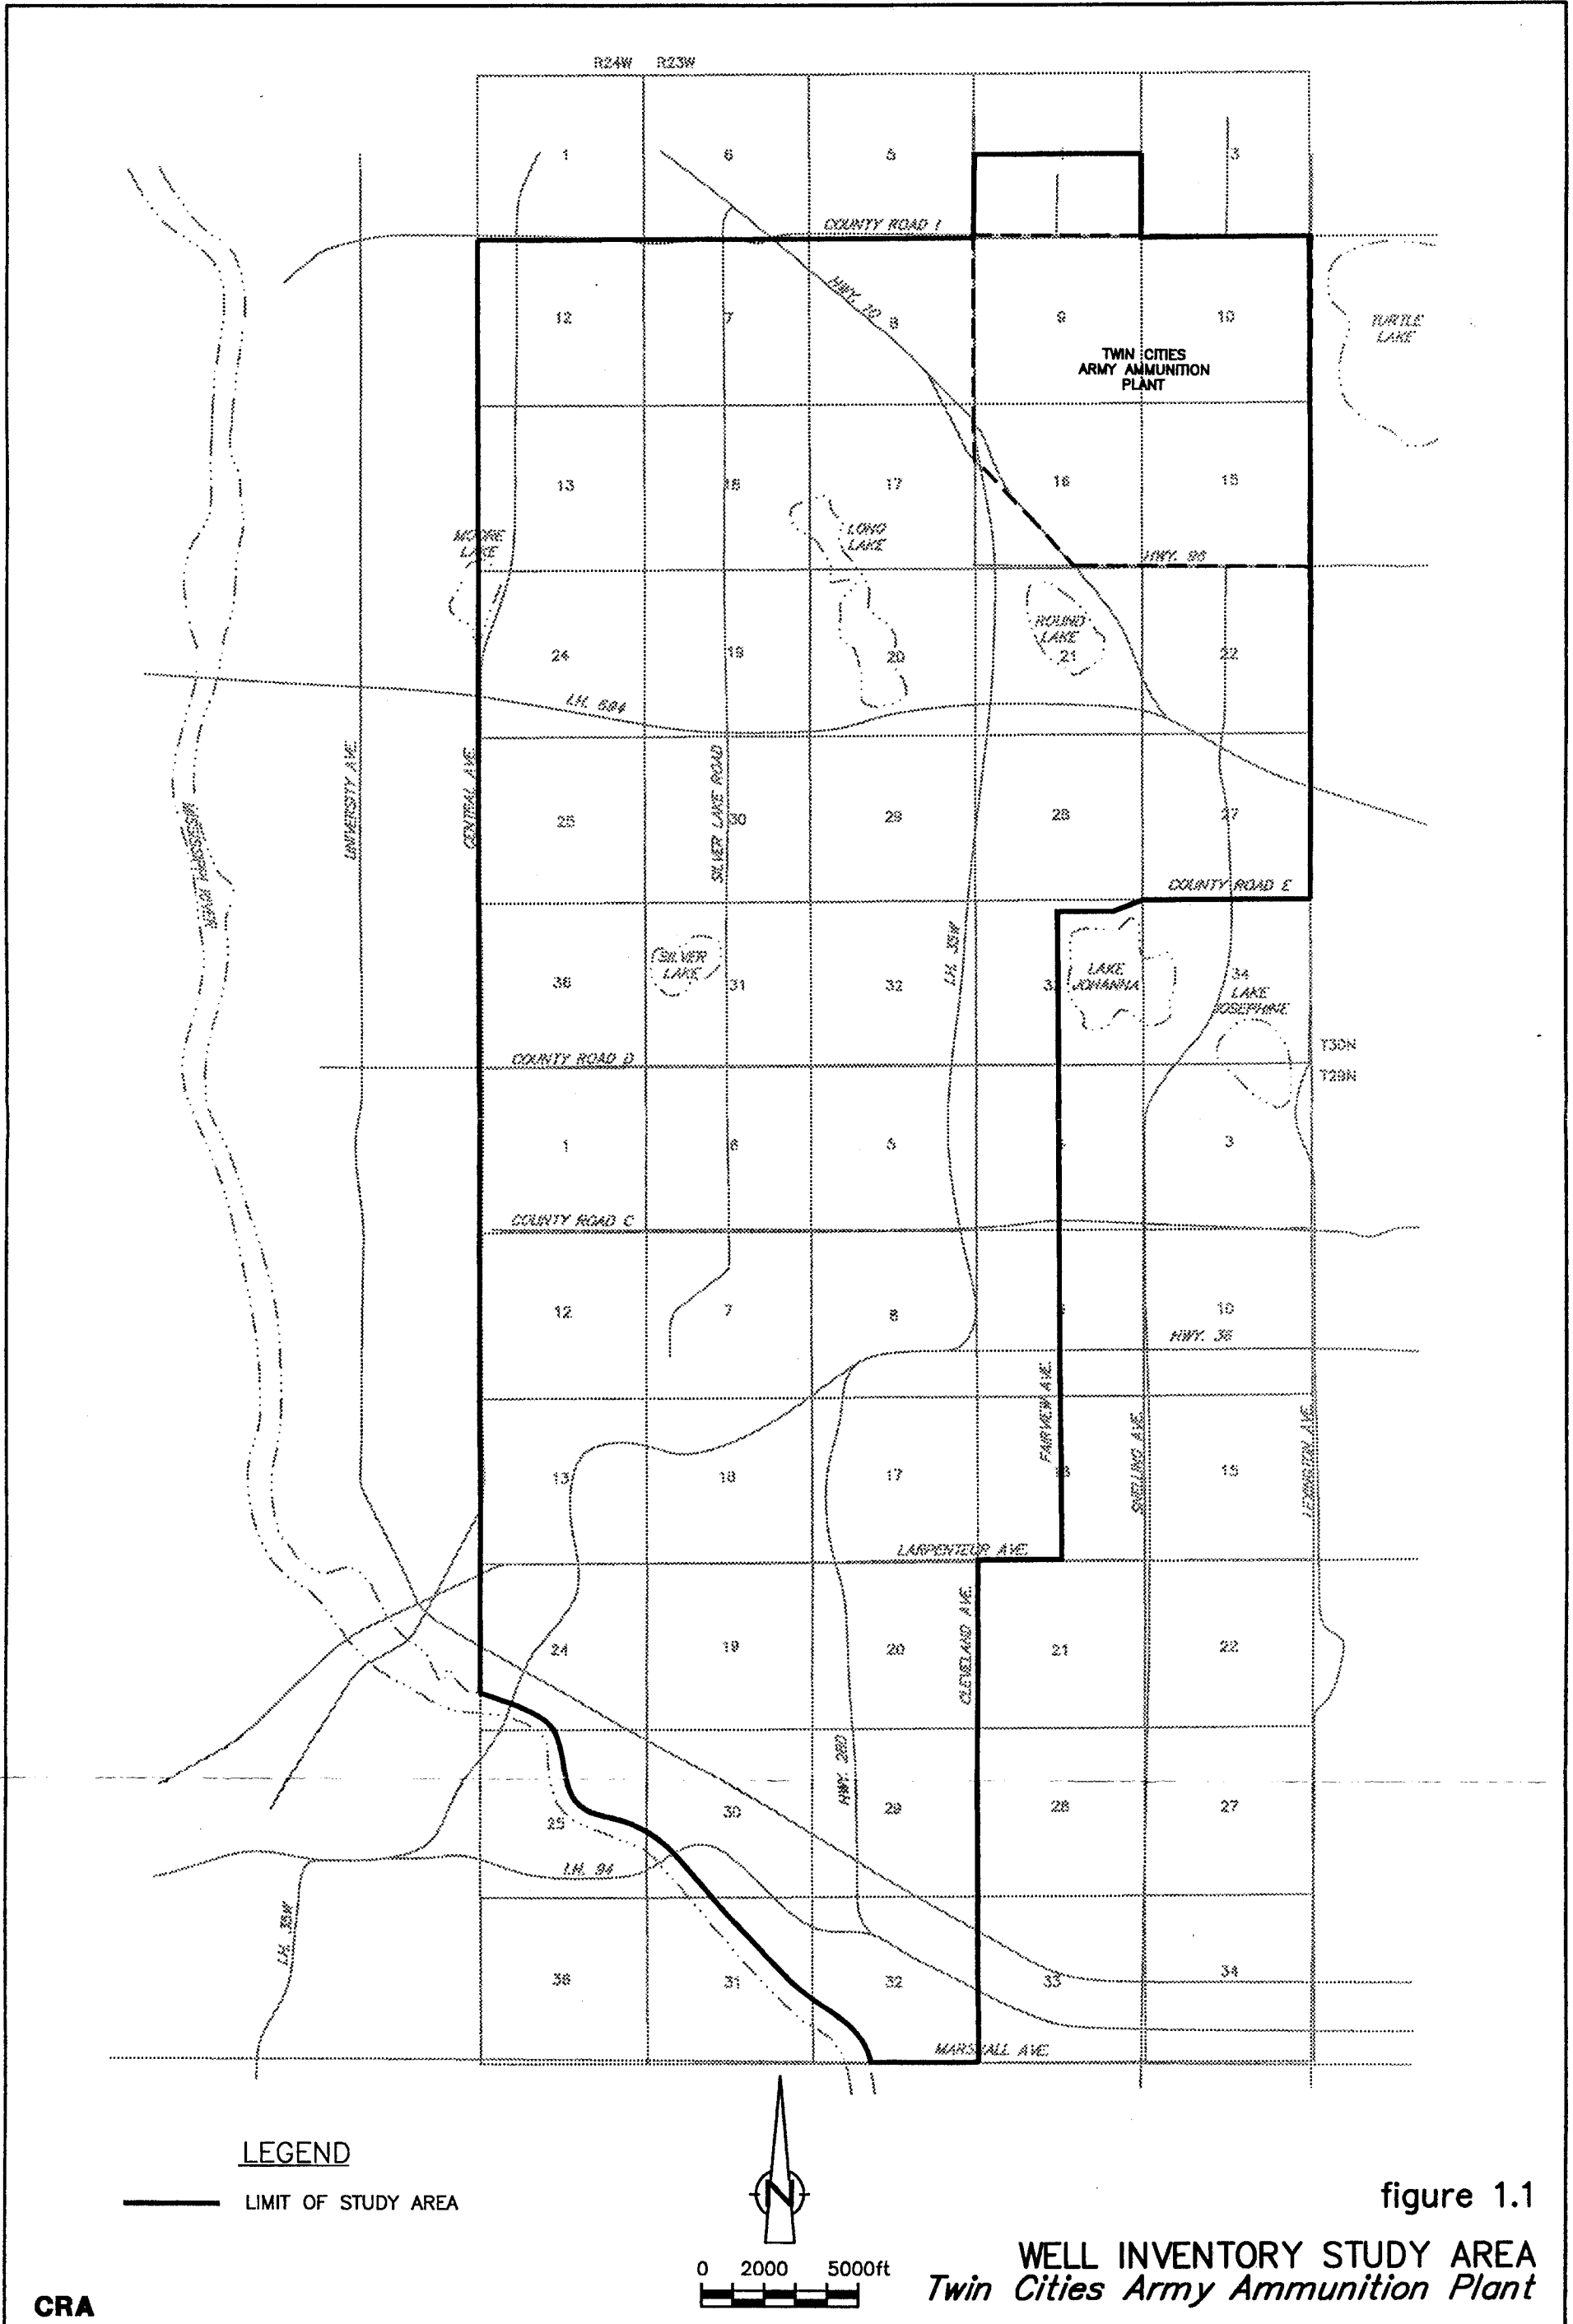 R24W R23W
1 6 5 3
COUNTY ROAD I
12 7 8 9 10
TURTLE
LAKE
TWIN CITIES
ARMY AMMUNITION
PLANT
13 18 17 16 15
MOORE
LAKE
LONG
LAKE
HWY. 96
ROUND
LAKE
24 19 20 21 22
I.H. 694
UNIVERSITY AVE.
CENTRAL AVE.
SILVER LAKE ROAD
25 30 29 28 27
MISSISSIPPI RIVER
COUNTY ROAD E
SILVER
LAKE
I.H. 35W
LAKE
JOHANNA
36 31 32 34
LAKE
JOSEPHINE
T30N
COUNTY ROAD D
T29N
1 6 5 3
COUNTY ROAD C
12 7 8 10
HWY. 36
FAIRVIEW AVE.
SNELLING AVE.
LEXINGTON AVE.
13 18 17 15
LARPENTEUR AVE.
CLEVELAND AVE.
24 19 20 21 22
HWY. 280
25 30 29 28 27
I.H. 94
I.H. 35W
36 31 32 33 34
MARSHALL AVE.
LEGEND
LIMIT OF STUDY AREA
N
0 2000 5000ft
figure 1.1
WELL INVENTORY STUDY AREA
Twin Cities Army Ammunition Plant
CRA